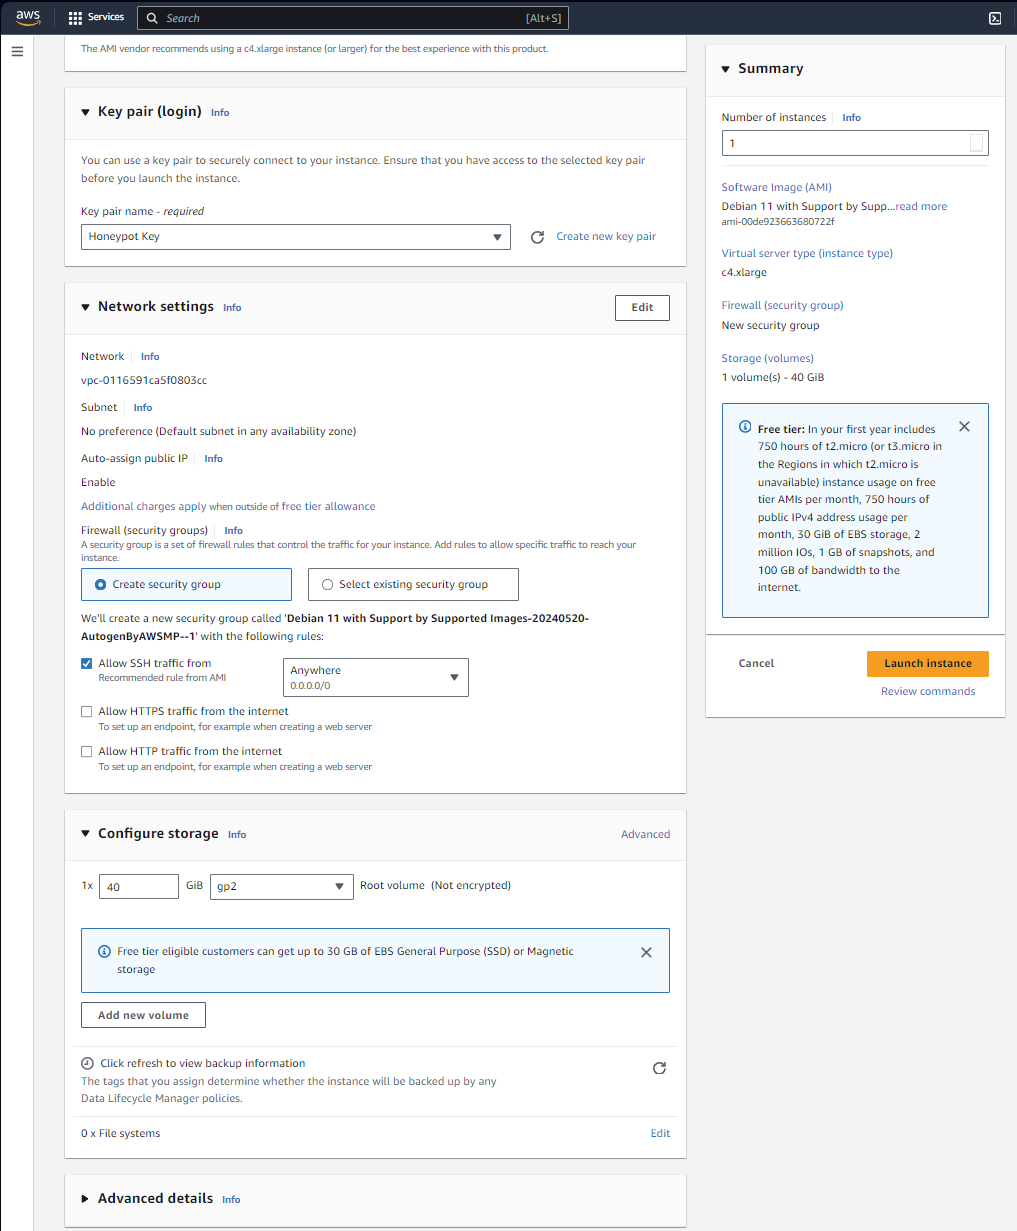 aws
Services
Search
[Alt+S]
The AMI vendor recommends using a c4.xlarge instance (or larger) for the best experience with this product.
Key pair (login) Info
You can use a key pair to securely connect to your instance. Ensure that you have access to the selected key pair
before you launch the instance.
Key pair name - required
Honeypot Key
Create new key pair
Network settings Info
Edit
Network Info
vpc-0116591ca5f0803cc
Subnet Info
No preference (Default subnet in any availability zone)
Auto-assign public IP Info
Enable
Additional charges apply when outside of free tier allowance
Firewall (security groups) Info
A security group is a set of firewall rules that control the traffic for your instance. Add rules to allow specific traffic to reach your
instance.
Create security group
Select existing security group
We'll create a new security group called 'Debian 11 with Support by Supported Images-20240520-
AutogenByAWSMP--1' with the following rules:
Allow SSH traffic from
Recommended rule from AMI
Anywhere
0.0.0.0/0
Allow HTTPS traffic from the internet
To set up an endpoint, for example when creating a web server
Allow HTTP traffic from the internet
To set up an endpoint, for example when creating a web server
Configure storage Info
Advanced
1x 40 GiB gp2 Root volume (Not encrypted)
Free tier eligible customers can get up to 30 GB of EBS General Purpose (SSD) or Magnetic
storage
Add new volume
Click refresh to view backup information
The tags that you assign determine whether the instance will be backed up by any
Data Lifecycle Manager policies.
0 x File systems
Edit
Advanced details Info
Summary
Number of instances Info
1
Software Image (AMI)
Debian 11 with Support by Supp...read more
ami-00de923663680722f
Virtual server type (instance type)
c4.xlarge
Firewall (security group)
New security group
Storage (volumes)
1 volume(s) - 40 GiB
Free tier: In your first year includes
750 hours of t2.micro (or t3.micro in
the Regions in which t2.micro is
unavailable) instance usage on free
tier AMIs per month, 750 hours of
public IPv4 address usage per
month, 30 GiB of EBS storage, 2
million IOs, 1 GB of snapshots, and
100 GB of bandwidth to the
internet.
Cancel
Launch instance
Review commands